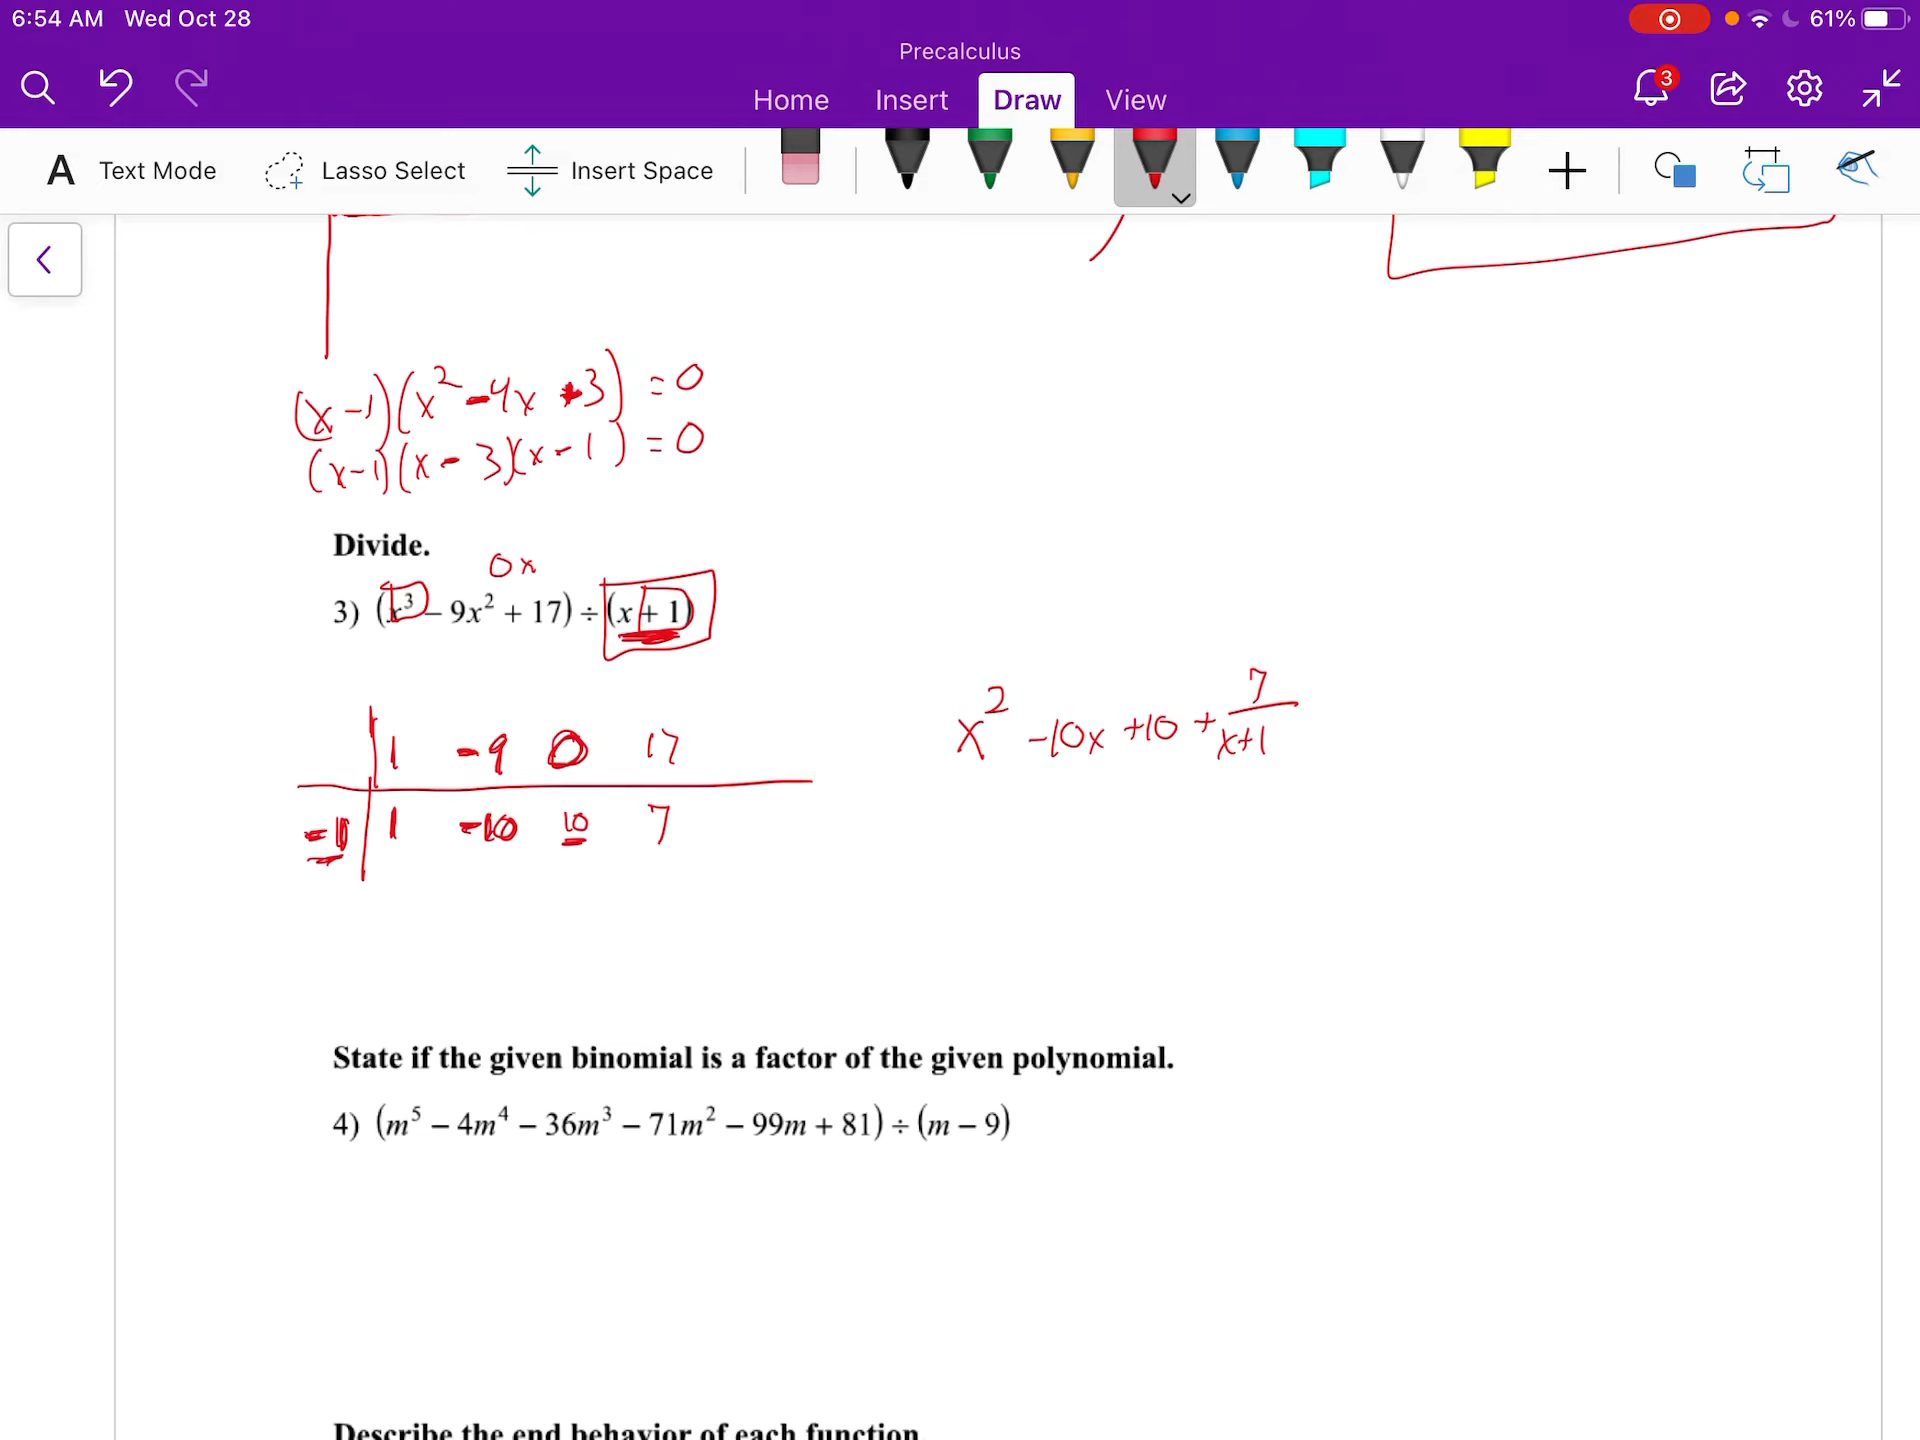 6:54 AM Wed Oct 28
61%
Precalculus
3
Home Insert Draw View
A Text Mode Lasso Select Insert Space
(x-1)(x² -4x +3) = 0
(x-1)(x - 3)(x - 1) = 0
Divide.
0x
3) (x³ – 9x² + 17) ÷ (x + 1)
x² -10x +10 + 7/(x+1)
1 -9 0 17
-1 1 -10 10 7
State if the given binomial is a factor of the given polynomial.
4) (m⁵ – 4m⁴ – 36m³ – 71m² – 99m + 81) ÷ (m – 9)
Describe the end behavior of each function.